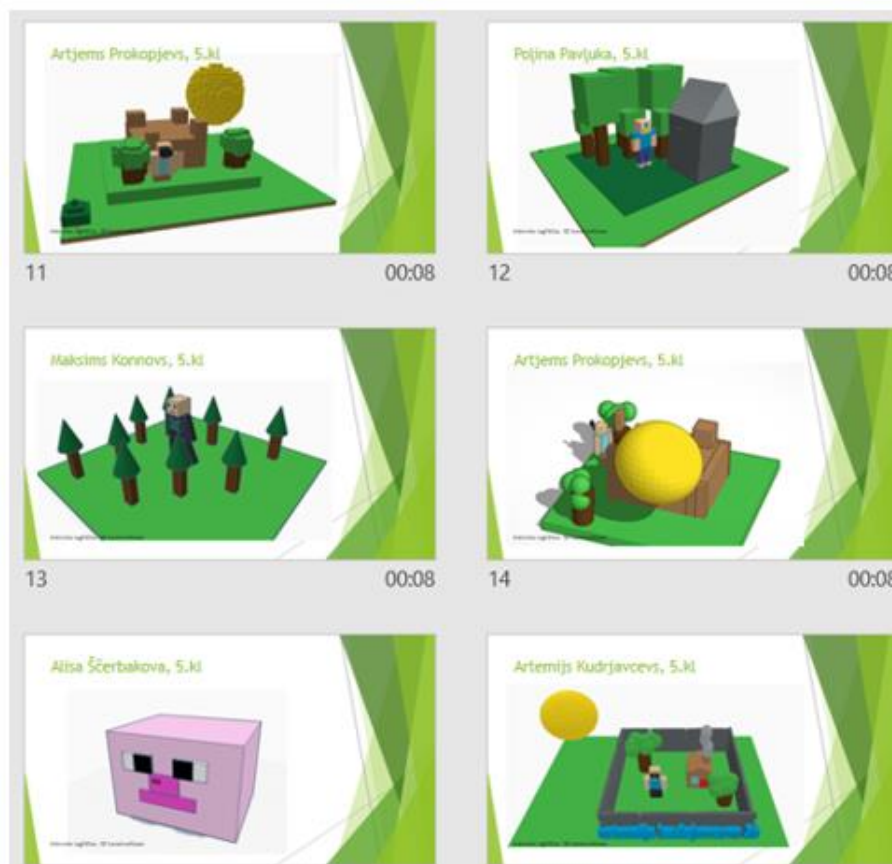 Artjems Prokopjevs, 5.kl
Poļina Pavļuka, 5.kl
11 00:08
12 00:08
Maksims Konnovs, 5.kl
Artjems Prokopjevs, 5.kl
13 00:08
14 00:08
Alisa Ščerbakova, 5.kl
Artemijs Kudrjavcevs, 5.kl